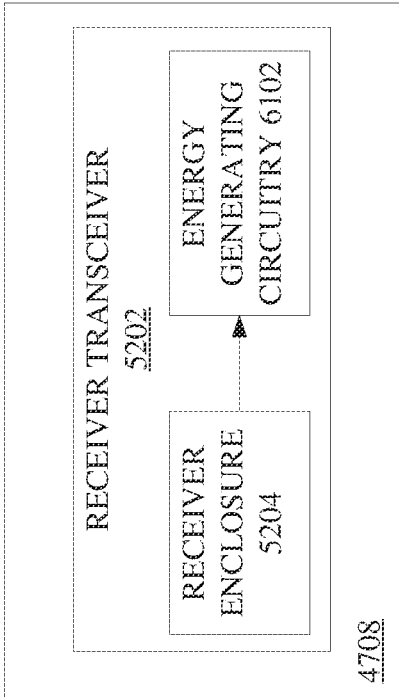 RECEIVER TRANSCEIVER
5202
RECEIVER
ENCLOSURE
5204
ENERGY
GENERATING
CIRCUITRY 6102
4708